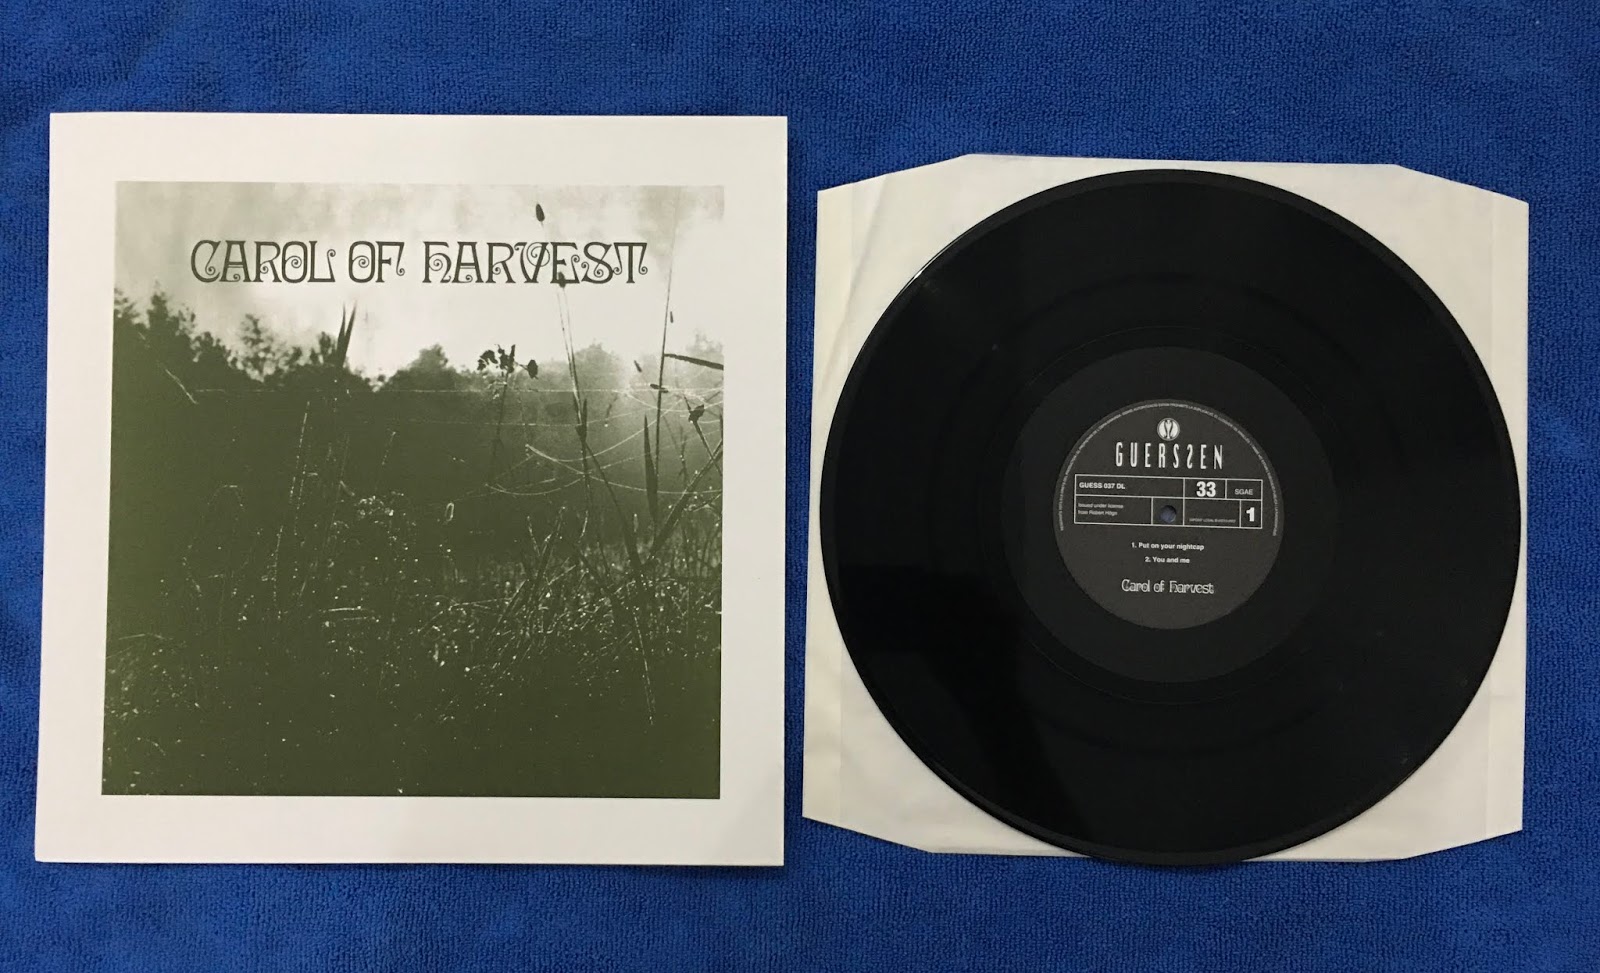 CAROL OF HARVEST
GUERSSEN
GUESS 037 DL
33
SGAE
Issued under license
from Robert Högn
1
1. Put on your nightcap
2. You and me
Carol of Harvest